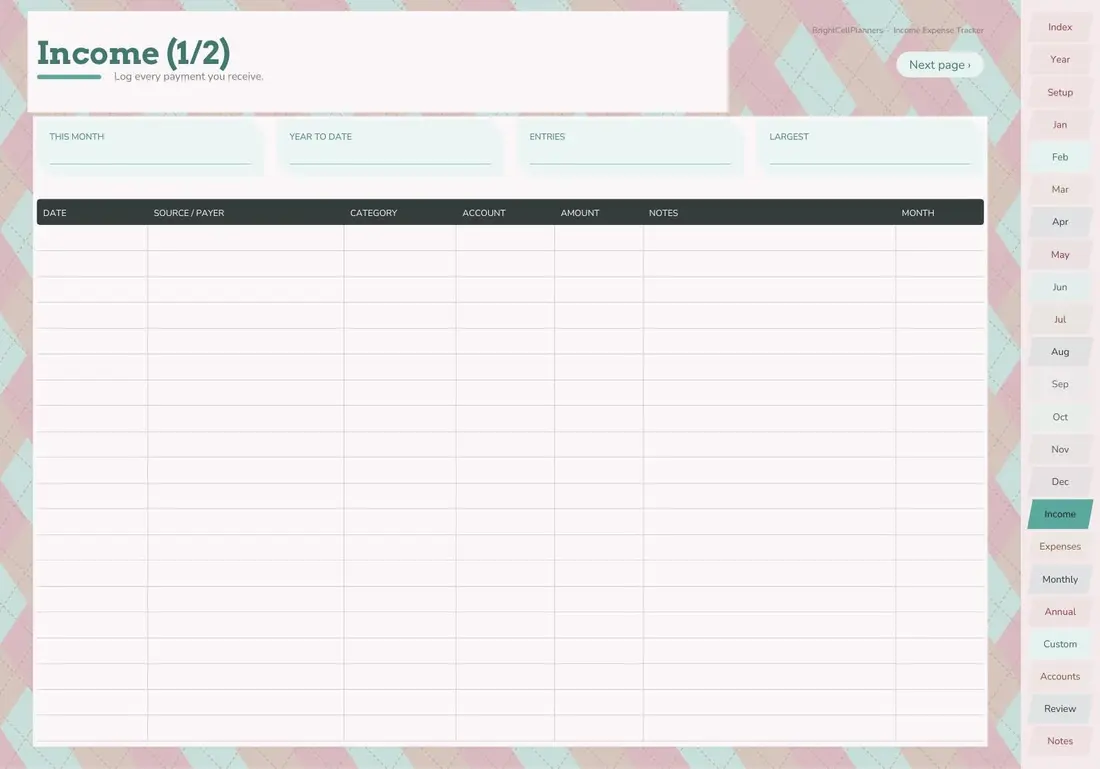 Income (1/2)
Log every payment you receive.
BrightCellPlanners · Income Expense Tracker
Next page ›
THIS MONTH
YEAR TO DATE
ENTRIES
LARGEST
DATE SOURCE / PAYER CATEGORY ACCOUNT AMOUNT NOTES MONTH
Index
Year
Setup
Jan
Feb
Mar
Apr
May
Jun
Jul
Aug
Sep
Oct
Nov
Dec
Income
Expenses
Monthly
Annual
Custom
Accounts
Review
Notes